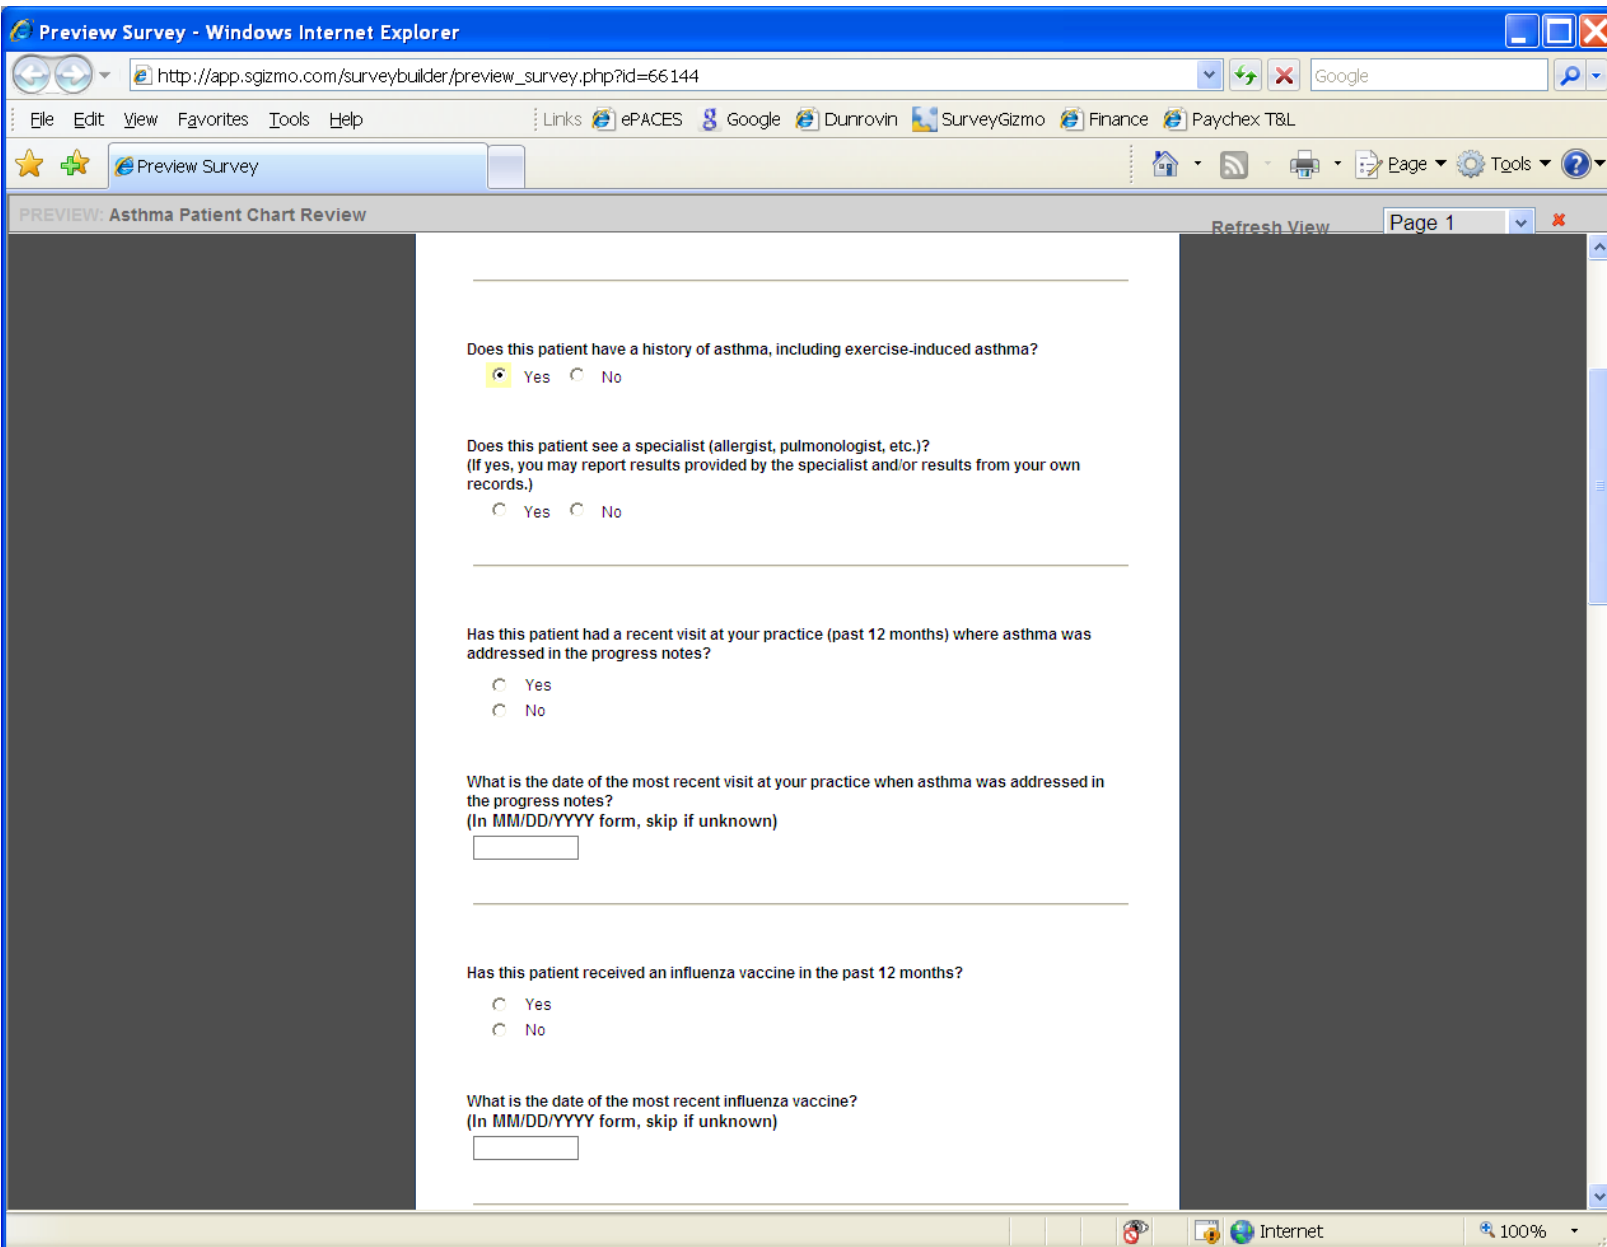 Preview Survey - Windows Internet Explorer
http://app.sgizmo.com/surveybuilder/preview_survey.php?id=66144
Google
File Edit View Favorites Tools Help
Links ePACES Google Dunrovin SurveyGizmo Finance Paychex T&L
Preview Survey
Page Tools
PREVIEW: Asthma Patient Chart Review
Refresh View
Page 1
Does this patient have a history of asthma, including exercise-induced asthma?
Yes No
Does this patient see a specialist (allergist, pulmonologist, etc.)?
(If yes, you may report results provided by the specialist and/or results from your own
records.)
Yes No
Has this patient had a recent visit at your practice (past 12 months) where asthma was
addressed in the progress notes?
Yes
No
What is the date of the most recent visit at your practice when asthma was addressed in
the progress notes?
(In MM/DD/YYYY form, skip if unknown)
Has this patient received an influenza vaccine in the past 12 months?
Yes
No
What is the date of the most recent influenza vaccine?
(In MM/DD/YYYY form, skip if unknown)
Internet
100%